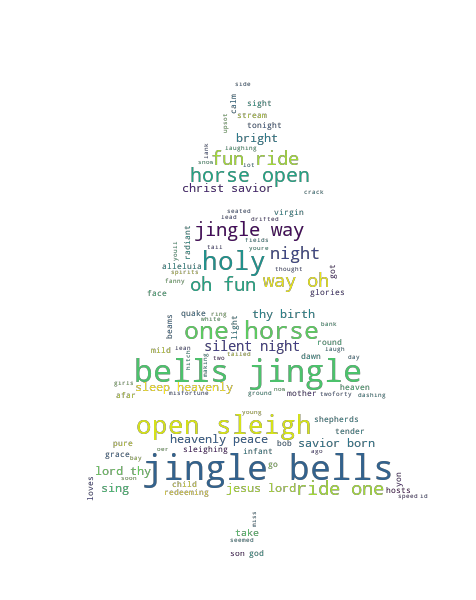 side
calm sight
upsot stream tonight
bright
lank laughing
fun ride
snow lot
horse open
christ savior crack
seated drifted virgin
lead
radiant jingle way
tail fields
youll youre night
holy
alleluia thought got
spirits
fanny oh fun way oh
face glories
quake ring thy birth
beams white light bank
one horse
silent night round
mild lean laugh
hitch two tailed dawn day
making
bells jingle
girls sleep heavenly heaven
afar misfortune ground now mother twoforty dashing
young
open sleigh shepherds
tender
heavenly peace bob savior born
pure
grace oer sleighing infant ago
bay go
jingle bells
lord thy
soon yon
loves child jesus lord ride one hosts
sing redeeming speed id
miss
take
seemed
son god